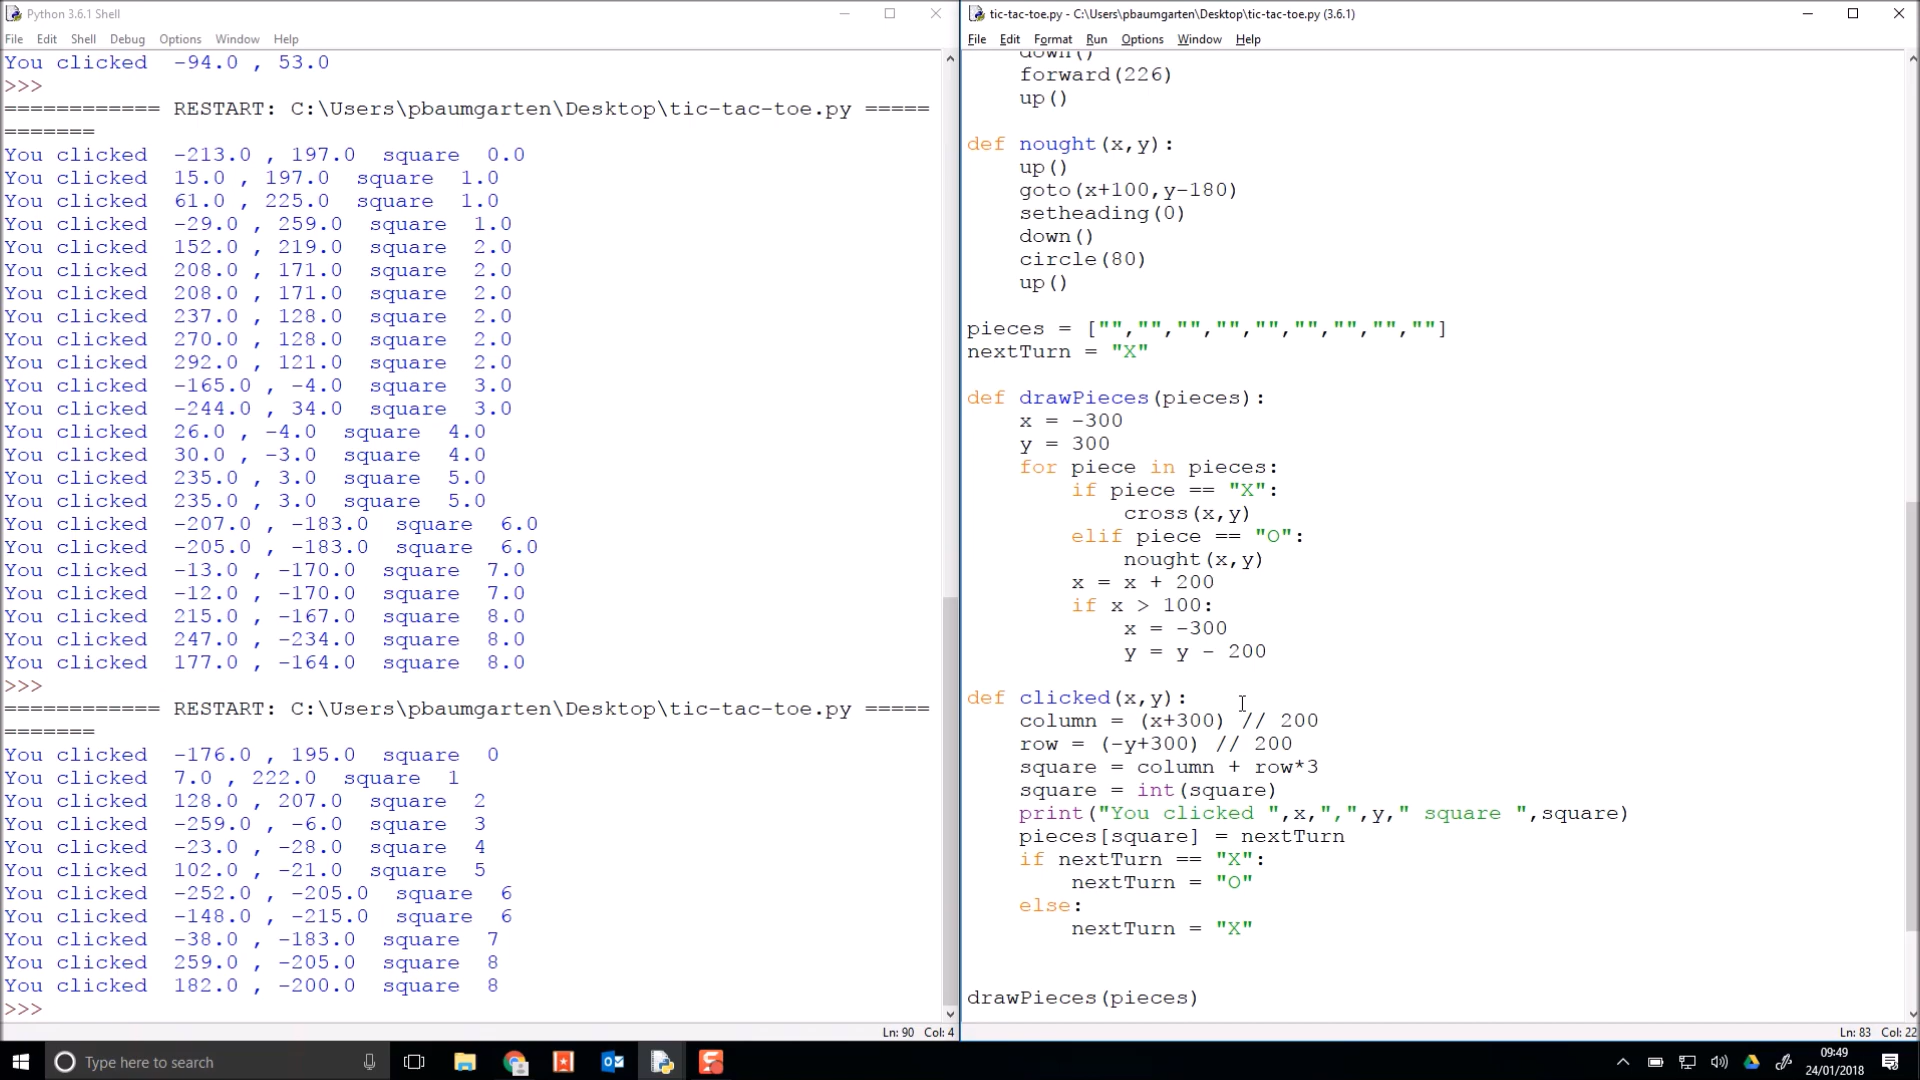 Python 3.6.1 Shell
File Edit Shell Debug Options Window Help
You clicked  -94.0 , 53.0
>>>
============ RESTART: C:\Users\pbaumgarten\Desktop\tic-tac-toe.py =====
=======
You clicked  -213.0 , 197.0  square  0.0
You clicked  15.0 , 197.0  square  1.0
You clicked  61.0 , 225.0  square  1.0
You clicked  -29.0 , 259.0  square  1.0
You clicked  152.0 , 219.0  square  2.0
You clicked  208.0 , 171.0  square  2.0
You clicked  208.0 , 171.0  square  2.0
You clicked  237.0 , 128.0  square  2.0
You clicked  270.0 , 128.0  square  2.0
You clicked  292.0 , 121.0  square  2.0
You clicked  -165.0 , -4.0  square  3.0
You clicked  -244.0 , 34.0  square  3.0
You clicked  26.0 , -4.0  square  4.0
You clicked  30.0 , -3.0  square  4.0
You clicked  235.0 , 3.0  square  5.0
You clicked  235.0 , 3.0  square  5.0
You clicked  -207.0 , -183.0  square  6.0
You clicked  -205.0 , -183.0  square  6.0
You clicked  -13.0 , -170.0  square  7.0
You clicked  -12.0 , -170.0  square  7.0
You clicked  215.0 , -167.0  square  8.0
You clicked  247.0 , -234.0  square  8.0
You clicked  177.0 , -164.0  square  8.0
>>>
============ RESTART: C:\Users\pbaumgarten\Desktop\tic-tac-toe.py =====
=======
You clicked  -176.0 , 195.0  square  0
You clicked  7.0 , 222.0  square  1
You clicked  128.0 , 207.0  square  2
You clicked  -259.0 , -6.0  square  3
You clicked  -23.0 , -28.0  square  4
You clicked  102.0 , -21.0  square  5
You clicked  -252.0 , -205.0  square  6
You clicked  -148.0 , -215.0  square  6
You clicked  -38.0 , -183.0  square  7
You clicked  259.0 , -205.0  square  8
You clicked  182.0 , -200.0  square  8
>>>
Ln: 90 Col: 4
tic-tac-toe.py - C:\Users\pbaumgarten\Desktop\tic-tac-toe.py (3.6.1)
File Edit Format Run Options Window Help
    down()
    forward(226)
    up()
def nought(x,y):
    up()
    goto(x+100,y-180)
    setheading(0)
    down()
    circle(80)
    up()
pieces = ["","","","","","","","",""]
nextTurn = "X"
def drawPieces(pieces):
    x = -300
    y = 300
    for piece in pieces:
        if piece == "X":
            cross(x,y)
        elif piece == "O":
            nought(x,y)
        x = x + 200
        if x > 100:
            x = -300
            y = y - 200
def clicked(x,y):
    column = (x+300) // 200
    row = (-y+300) // 200
    square = column + row*3
    square = int(square)
    print("You clicked ",x,",",y," square ",square)
    pieces[square] = nextTurn
    if nextTurn == "X":
        nextTurn = "O"
    else:
        nextTurn = "X"
drawPieces(pieces)
Ln: 83 Col: 22
Type here to search
09:49
24/01/2018